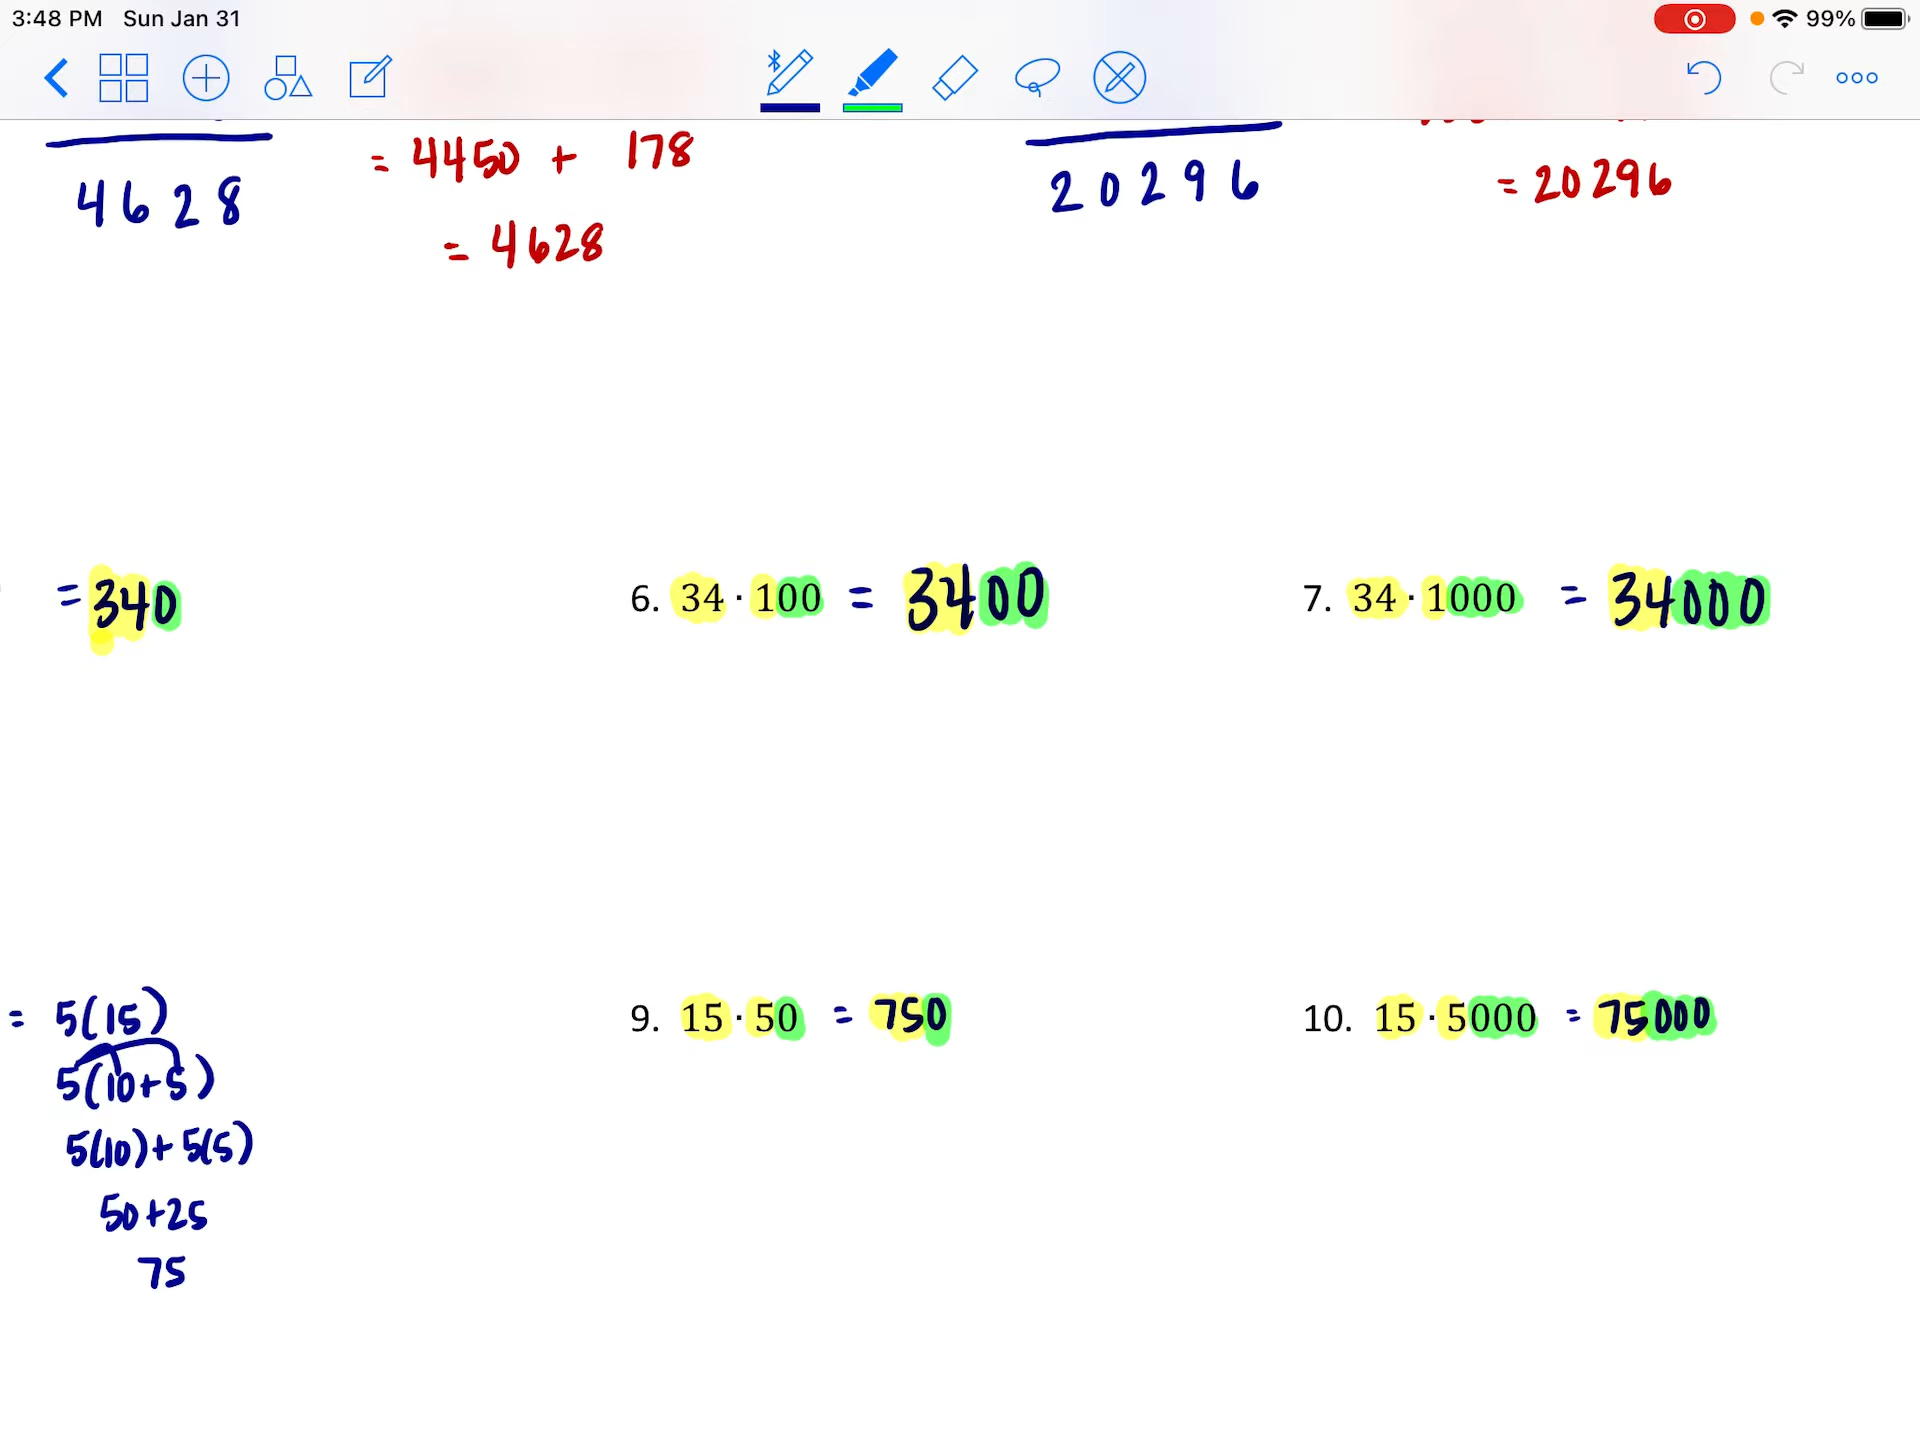 3:48 PM Sun Jan 31 99%
= 4450 + 178
4628
= 4628
20296
= 20296
= 340
6. 34 · 100 = 3400
7. 34 · 1000 = 34000
= 5(15)
5(10+5)
5(10)+5(5)
50+25
75
9. 15 · 50 = 750
10. 15 · 5000 = 75000